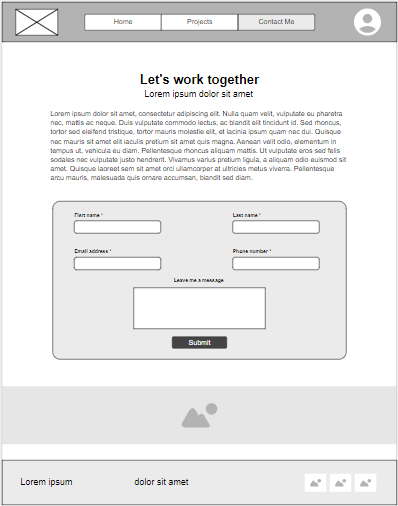 Home
Projects
Contact Me
Let's work together
Lorem ipsum dolor sit amet
Lorem ipsum dolor sit amet, consectetur adipiscing elit. Nulla quam velit, vulputate eu pharetra
nec, mattis ac neque. Duis vulputate commodo lectus, ac blandit elit tincidunt id. Sed rhoncus,
tortor sed eleifend tristique, tortor mauris molestie elit, et lacinia ipsum quam nec dui. Quisque
nec mauris sit amet elit iaculis pretium sit amet quis magna. Aenean velit odio, elementum in
tempus ut, vehicula eu diam. Pellentesque rhoncus aliquam mattis. Ut vulputate eros sed felis
sodales nec vulputate justo hendrerit. Vivamus varius pretium ligula, a aliquam odio euismod sit
amet. Quisque laoreet sem sit amet orci ullamcorper at ultricies metus viverra. Pellentesque
arcu mauris, malesuada quis ornare accumsan, blandit sed diam.
First name *
Last name *
Email address *
Phone number *
Leave me a message
Submit
Lorem ipsum
dolor sit amet